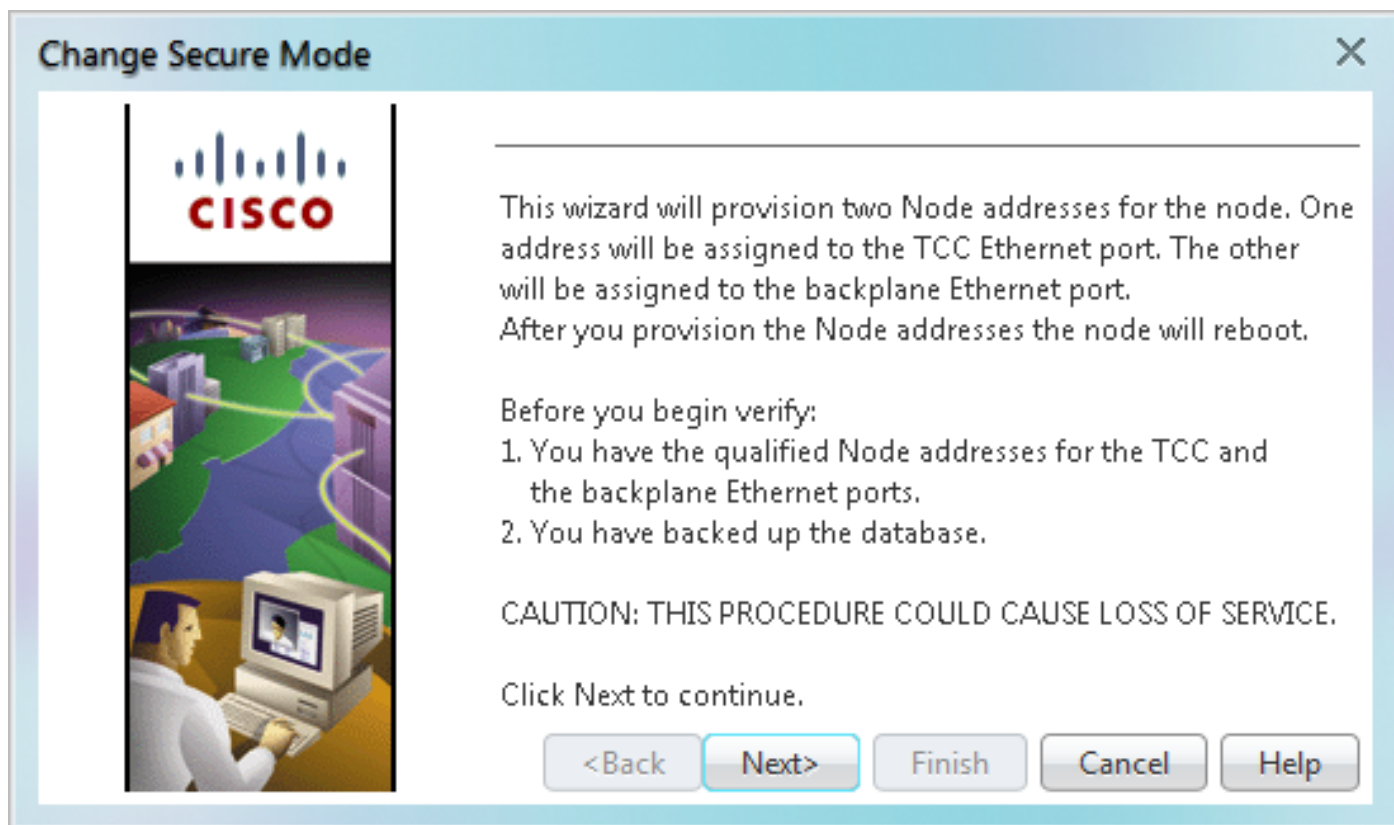 Change Secure Mode
CISCO
This wizard will provision two Node addresses for the node. One
address will be assigned to the TCC Ethernet port. The other
will be assigned to the backplane Ethernet port.
After you provision the Node addresses the node will reboot.
Before you begin verify:
1. You have the qualified Node addresses for the TCC and
the backplane Ethernet ports.
2. You have backed up the database.
CAUTION: THIS PROCEDURE COULD CAUSE LOSS OF SERVICE.
Click Next to continue.
<Back Next> Finish Cancel Help